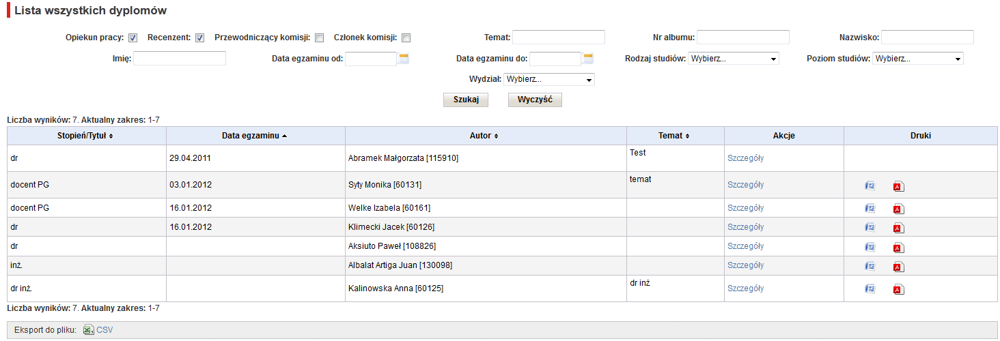 Lista wszystkich dyplomów
Opiekun pracy: Recenzent: Przewodniczący komisji: Członek komisji: Temat: Nr albumu: Nazwisko:
Imię: Data egzaminu od: Data egzaminu do: Rodzaj studiów: Wybierz... Poziom studiów: Wybierz...
Wydział: Wybierz...
Szukaj Wyczyść
Liczba wyników: 7. Aktualny zakres: 1-7
Stopień/Tytuł Data egzaminu Autor Temat Akcje Druki
dr 29.04.2011 Abramek Małgorzata [115910] Test Szczegóły
docent PG 03.01.2012 Syty Monika [60131] temat Szczegóły
docent PG 16.01.2012 Welke Izabela [60161] Szczegóły
dr 16.01.2012 Klimecki Jacek [60126] Szczegóły
dr Aksiuto Paweł [108826] Szczegóły
inż. Albalat Artiga Juan [130098] Szczegóły
dr inż. Kalinowska Anna [60125] dr inż Szczegóły
Liczba wyników: 7. Aktualny zakres: 1-7
Eksport do pliku: CSV